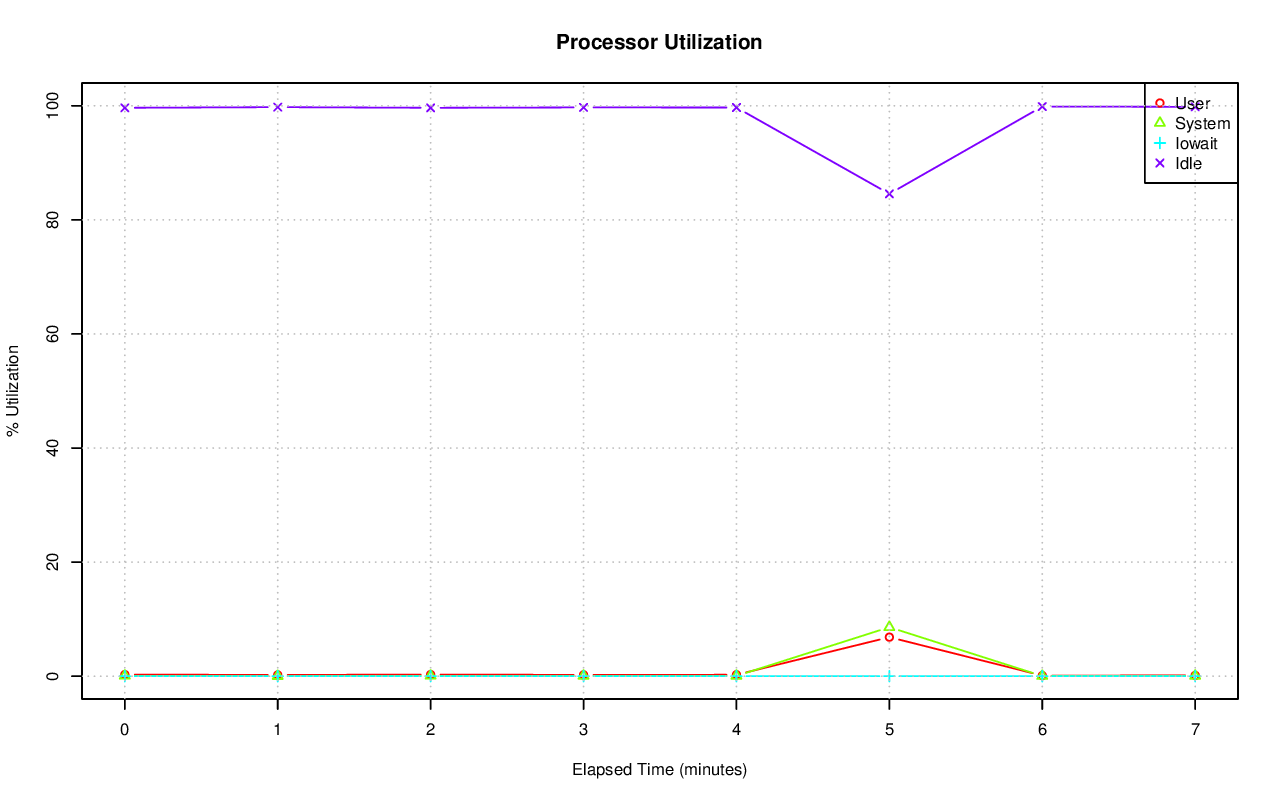 Processor Utilization
100
80
60
40
20
0
% Utilization
User
System
Iowait
Idle
0 1 2 3 4 5 6 7
Elapsed Time (minutes)